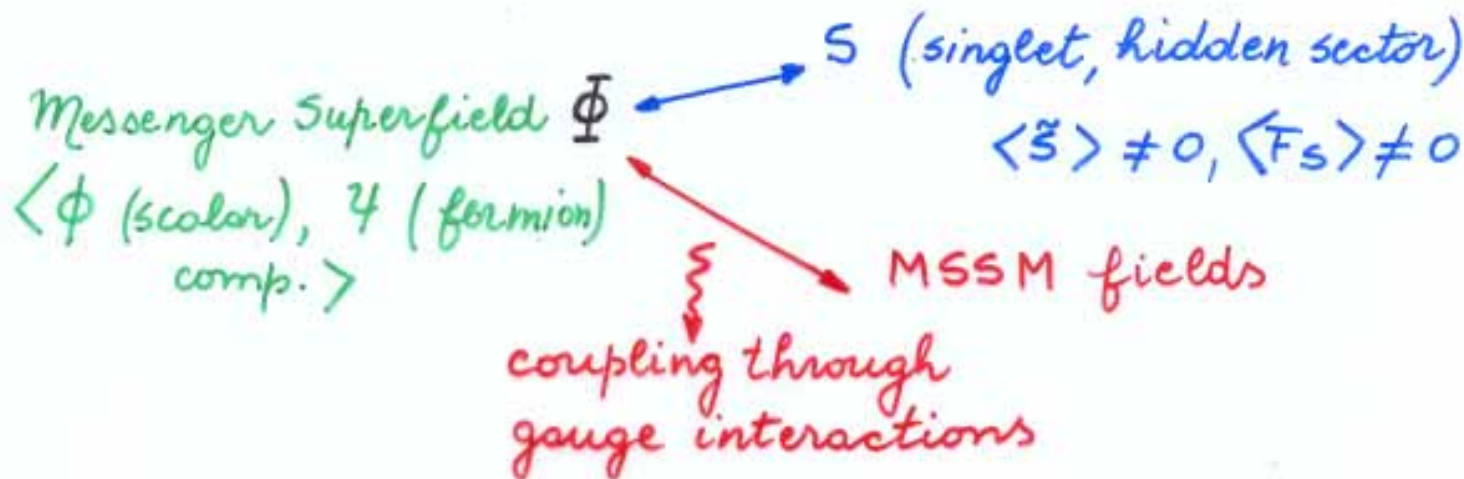 S (singlet, hidden sector)
Messenger Superfield Φ
<s̃> ≠ 0, <Fs> ≠ 0
<ϕ (scalar), ψ (fermion)
comp.>
MSSM fields
coupling through
gauge interactions